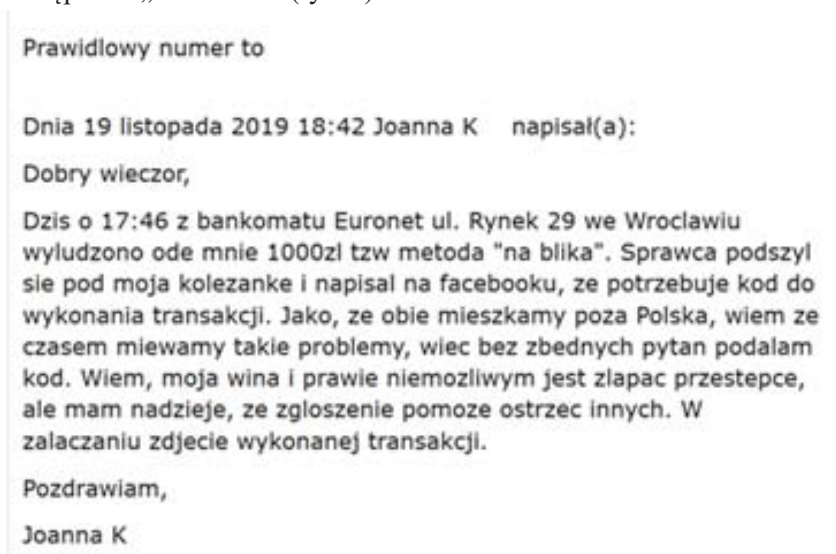 Prawidlowy numer to
Dnia 19 listopada 2019 18:42 Joanna K napisał(a):
Dobry wieczor,
Dzis o 17:46 z bankomatu Euronet ul. Rynek 29 we Wroclawiu
wyludzono ode mnie 1000zl tzw metoda "na blika". Sprawca podszyl
sie pod moja kolezanke i napisal na facebooku, ze potrzebuje kod do
wykonania transakcji. Jako, ze obie mieszkamy poza Polska, wiem ze
czasem miewamy takie problemy, wiec bez zbednych pytan podalam
kod. Wiem, moja wina i prawie niemozliwym jest zlapac przestepce,
ale mam nadzieje, ze zgloszenie pomoze ostrzec innych. W
zalaczaniu zdjecie wykonanej transakcji.
Pozdrawiam,
Joanna K